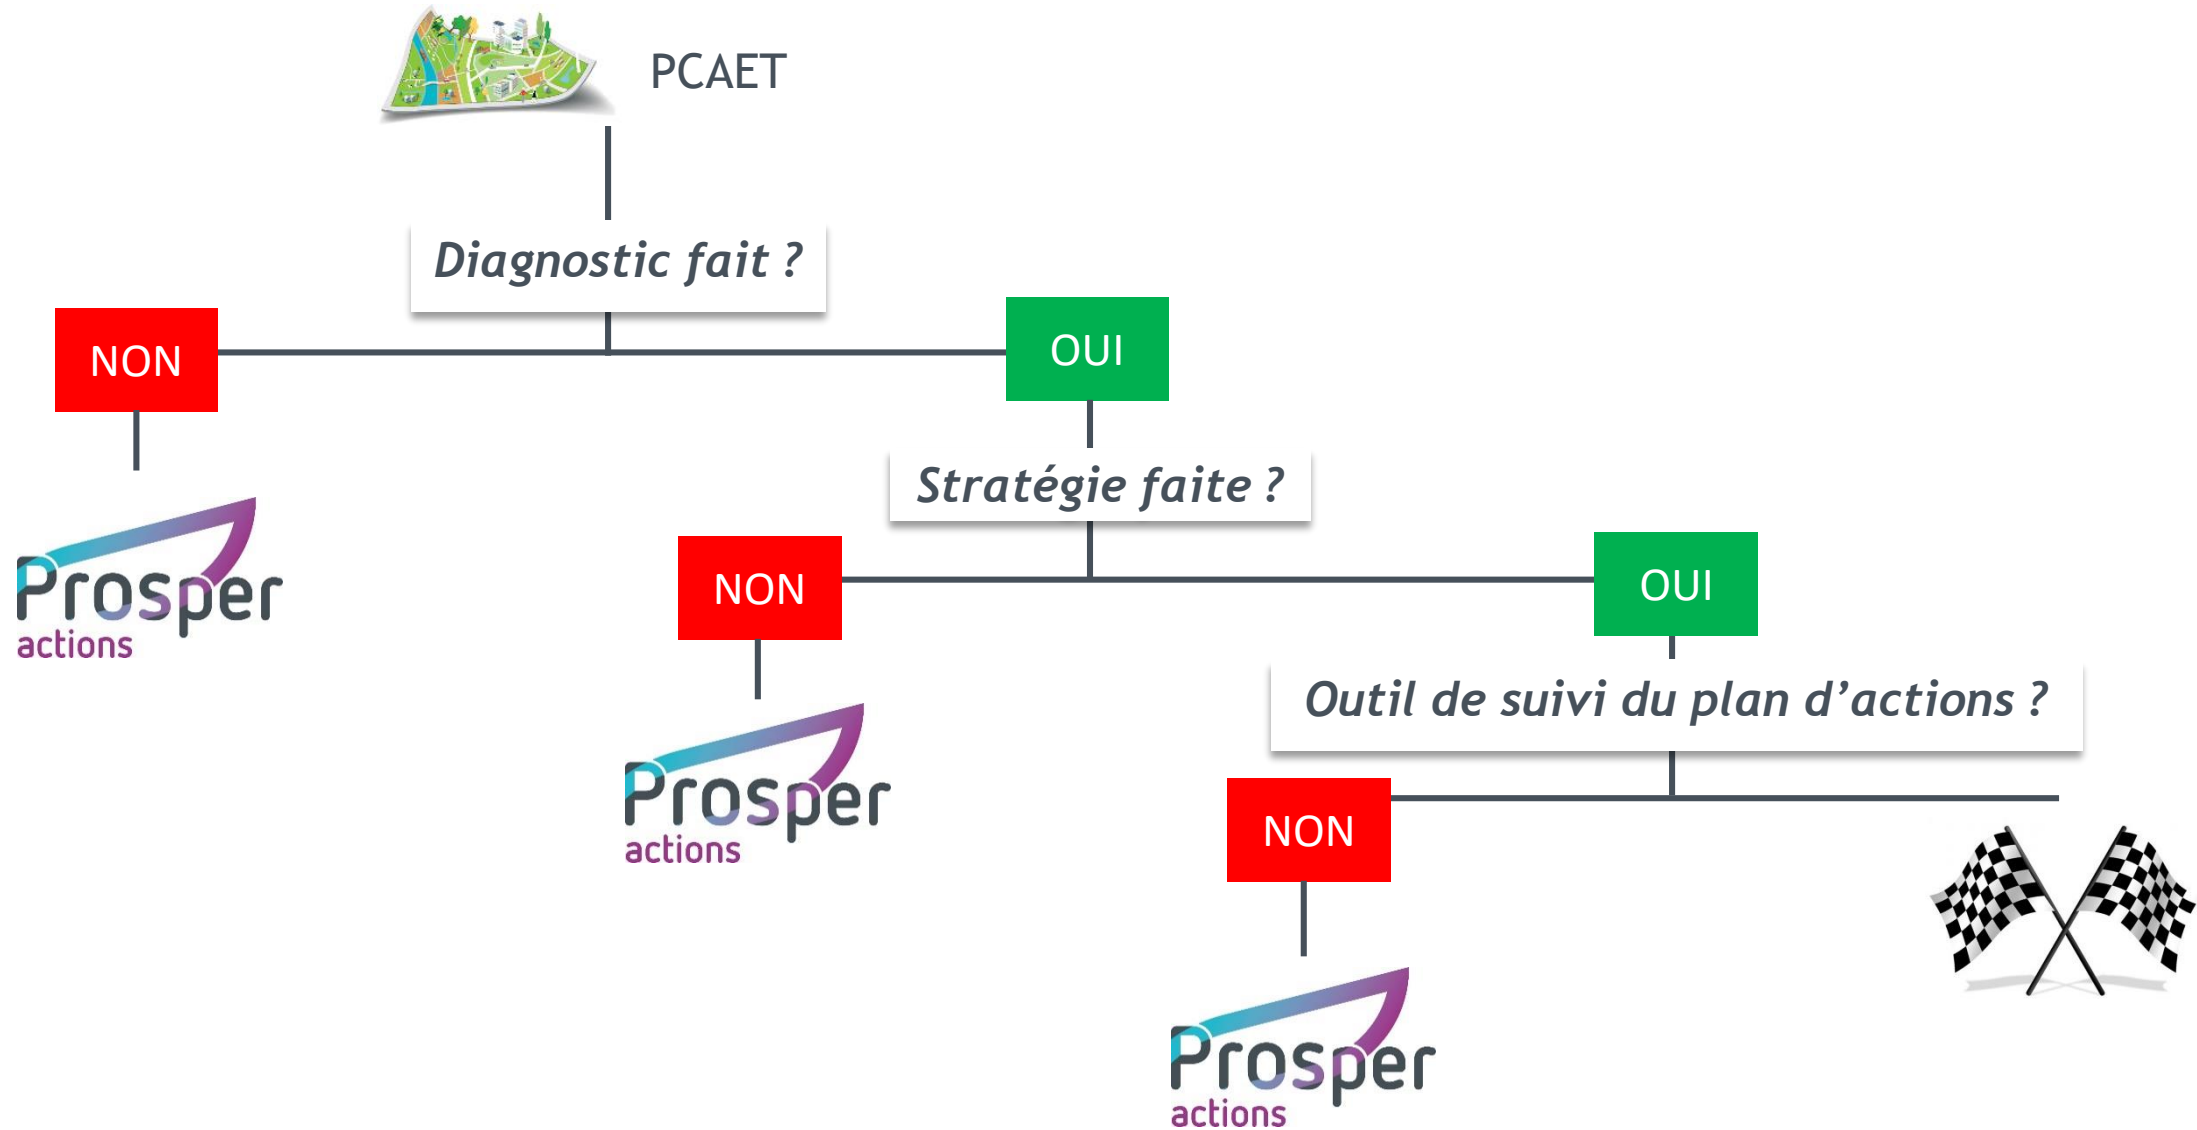 PCAET
Diagnostic fait ?
NON
OUI
Stratégie faite ?
Prosper
actions
NON
OUI
Outil de suivi du plan d’actions ?
Prosper
actions
NON
Prosper
actions